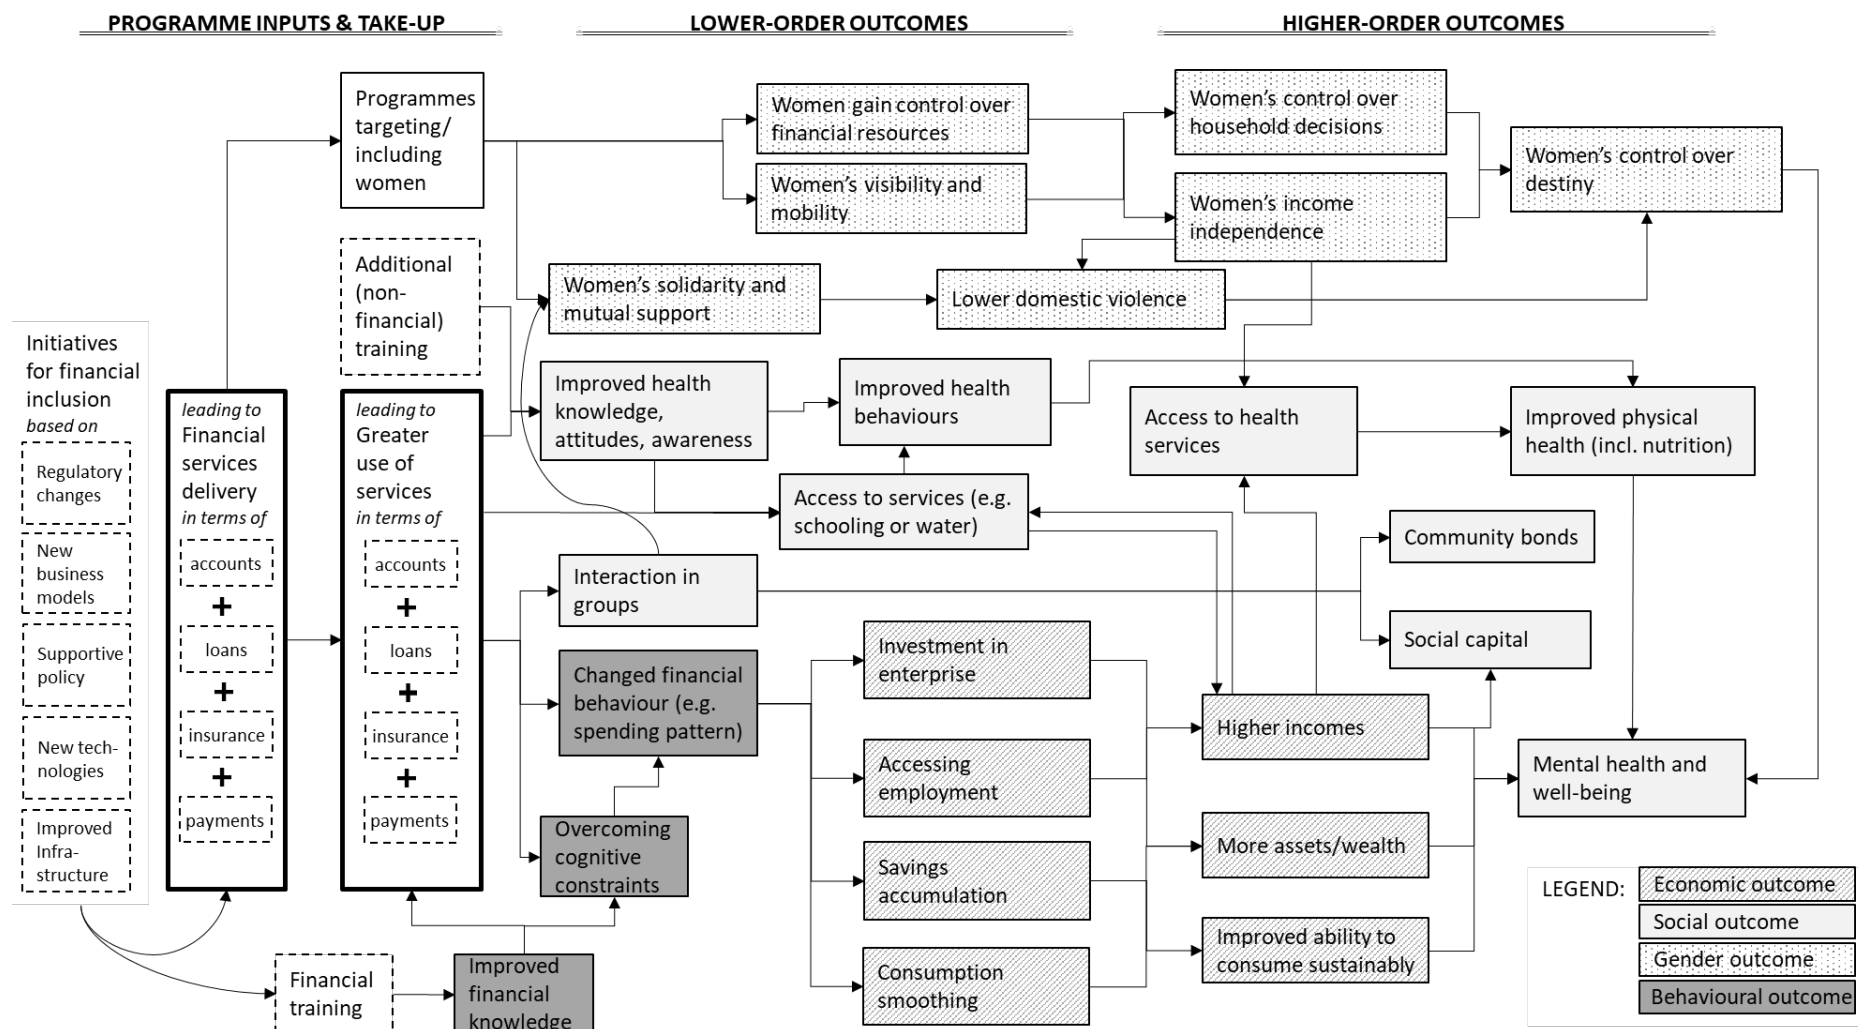 PROGRAMME INPUTS & TAKE-UP
LOWER-ORDER OUTCOMES
HIGHER-ORDER OUTCOMES
Programmes
targeting/
including
women
Additional
(non-
financial)
training
Initiatives
for financial
inclusion
based on
Regulatory
changes
New
business
models
Supportive
policy
New tech-
nologies
Improved
Infra-
structure
leading to
Financial
services
delivery
in terms of
accounts
+
loans
+
insurance
+
payments
leading to
Greater
use of
services
in terms of
accounts
+
loans
+
insurance
+
payments
Financial
training
Improved
financial
knowledge
Women gain control over
financial resources
Women's visibility and
mobility
Women's solidarity and
mutual support
Lower domestic violence
Improved health
knowledge,
attitudes, awareness
Improved health
behaviours
Access to services (e.g.
schooling or water)
Interaction in
groups
Changed financial
behaviour (e.g.
spending pattern)
Overcoming
cognitive
constraints
Investment in
enterprise
Accessing
employment
Savings
accumulation
Consumption
smoothing
Women's control over
household decisions
Women's income
independence
Women's control over
destiny
Access to health
services
Improved physical
health (incl. nutrition)
Community bonds
Social capital
Higher incomes
More assets/wealth
Improved ability to
consume sustainably
Mental health and
well-being
LEGEND:
Economic outcome
Social outcome
Gender outcome
Behavioural outcome